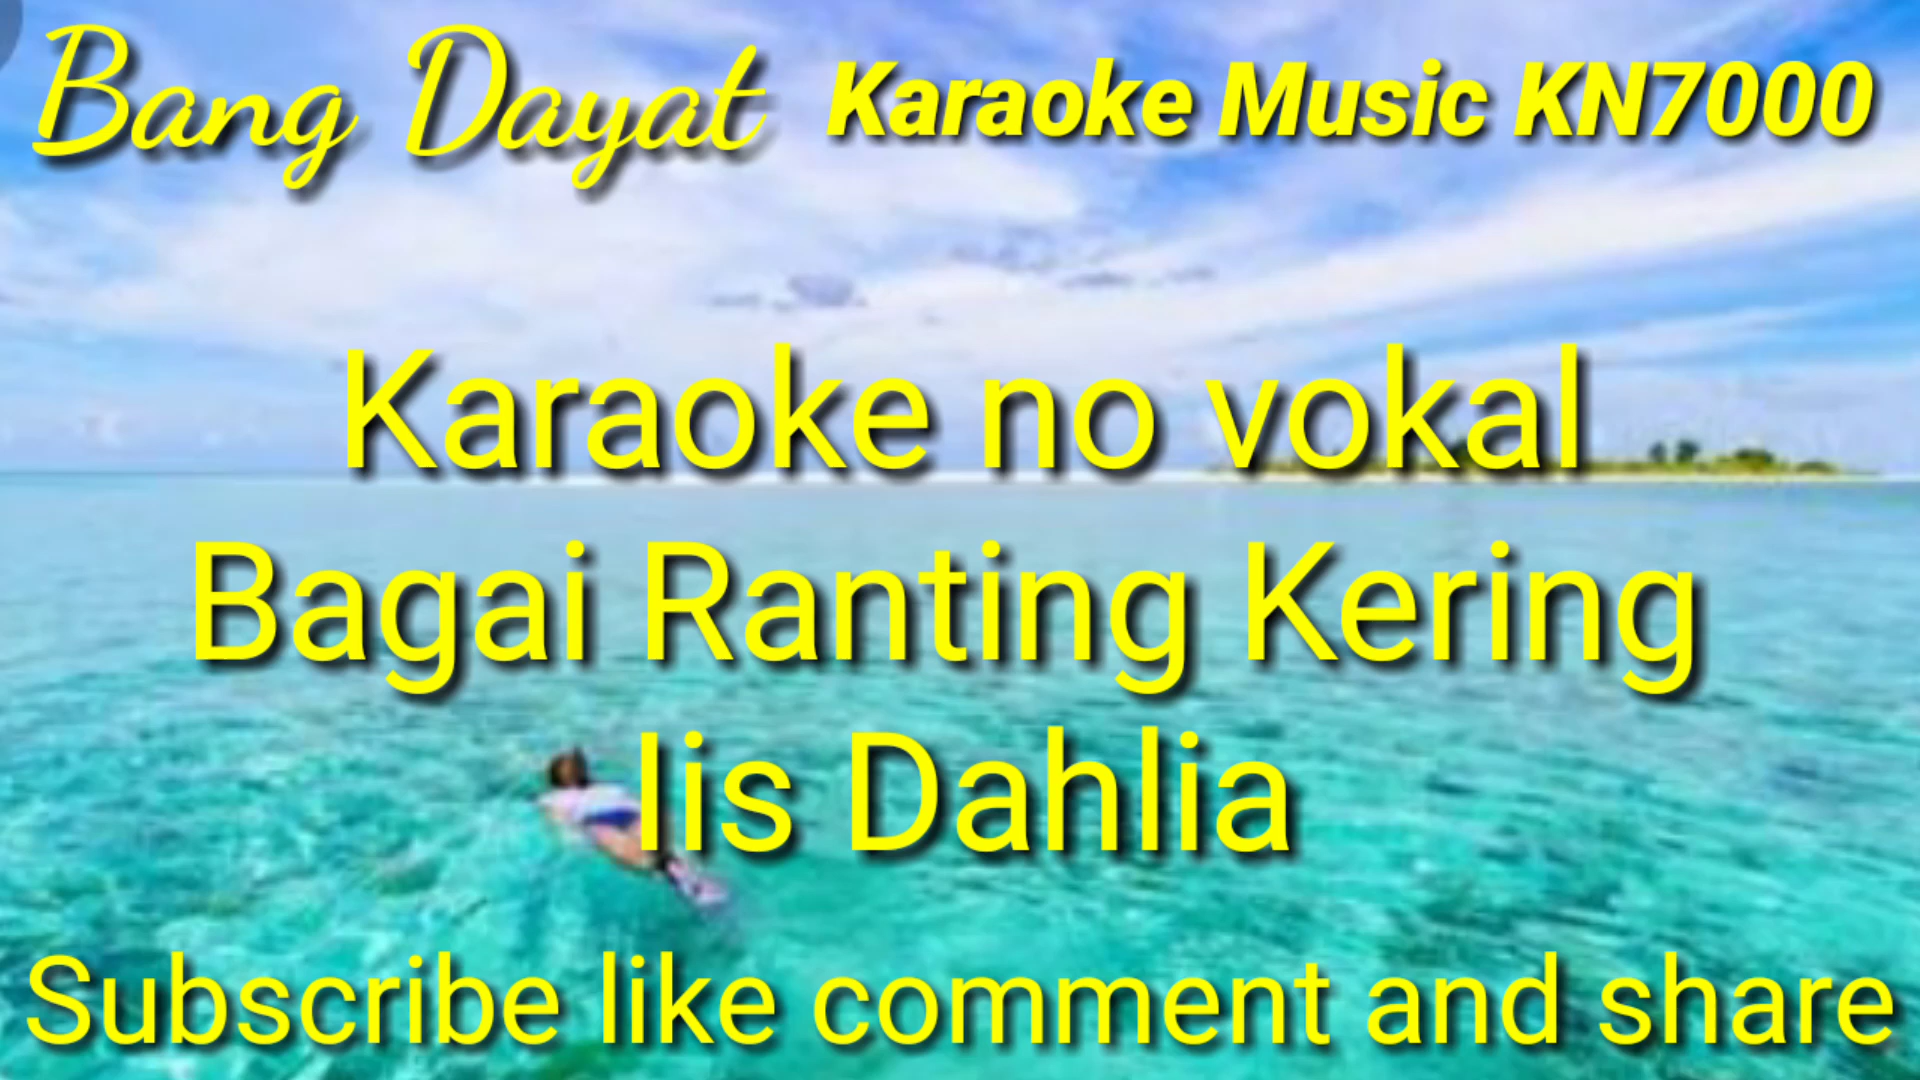 Bang Dayat Karaoke Music KN7000
Karaoke no vokal
Bagai Ranting Kering
Iis Dahlia
Subscribe like comment and share